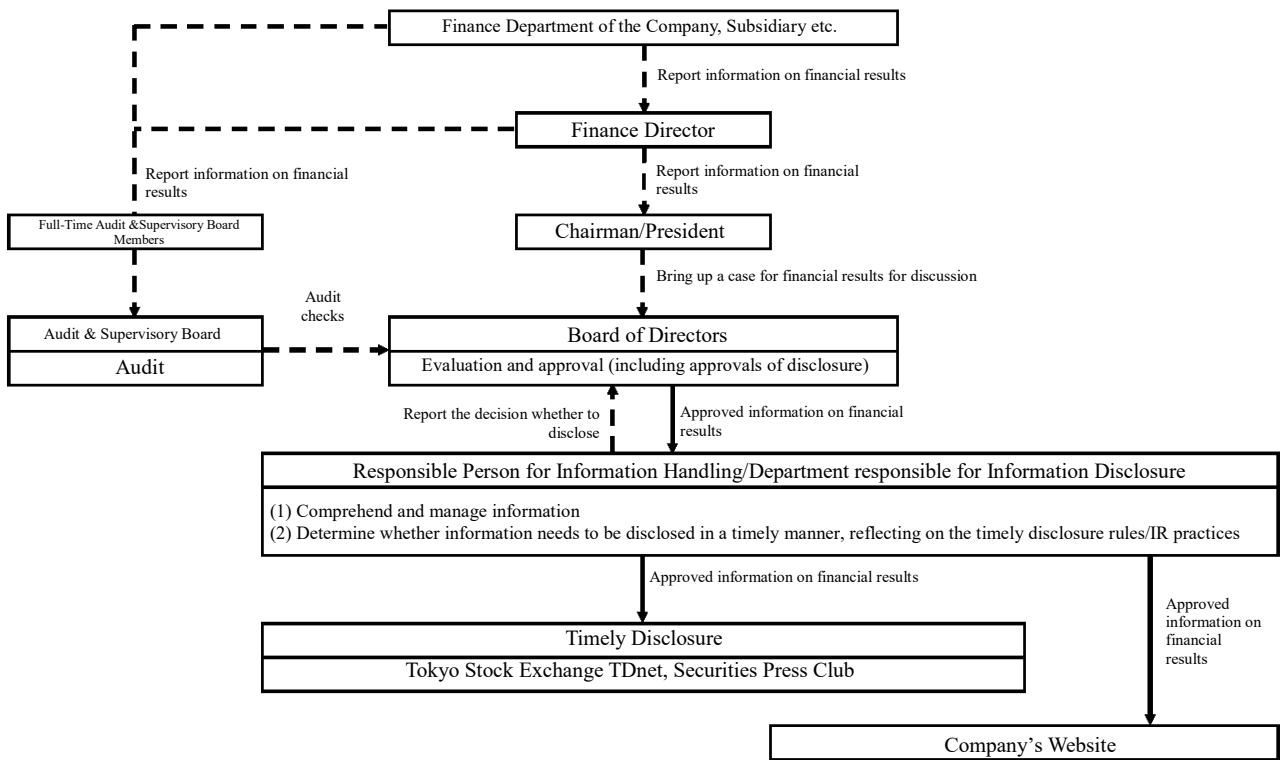 Finance Department of the Company, Subsidiary etc.
Report information on financial results
Finance Director
Report information on financial
results
Report information on financial
results
Full-Time Audit &Supervisory Board
Members
Chairman/President
Bring up a case for financial results for discussion
Audit
checks
Audit & Supervisory Board
Audit
Board of Directors
Evaluation and approval (including approvals of disclosure)
Report the decision whether to
disclose
Approved information on financial
results
Responsible Person for Information Handling/Department responsible for Information Disclosure
(1) Comprehend and manage information
(2) Determine whether information needs to be disclosed in a timely manner, reflecting on the timely disclosure rules/IR practices
Approved information on financial results
Approved
information on
financial
results
Timely Disclosure
Tokyo Stock Exchange TDnet, Securities Press Club
Company’s Website